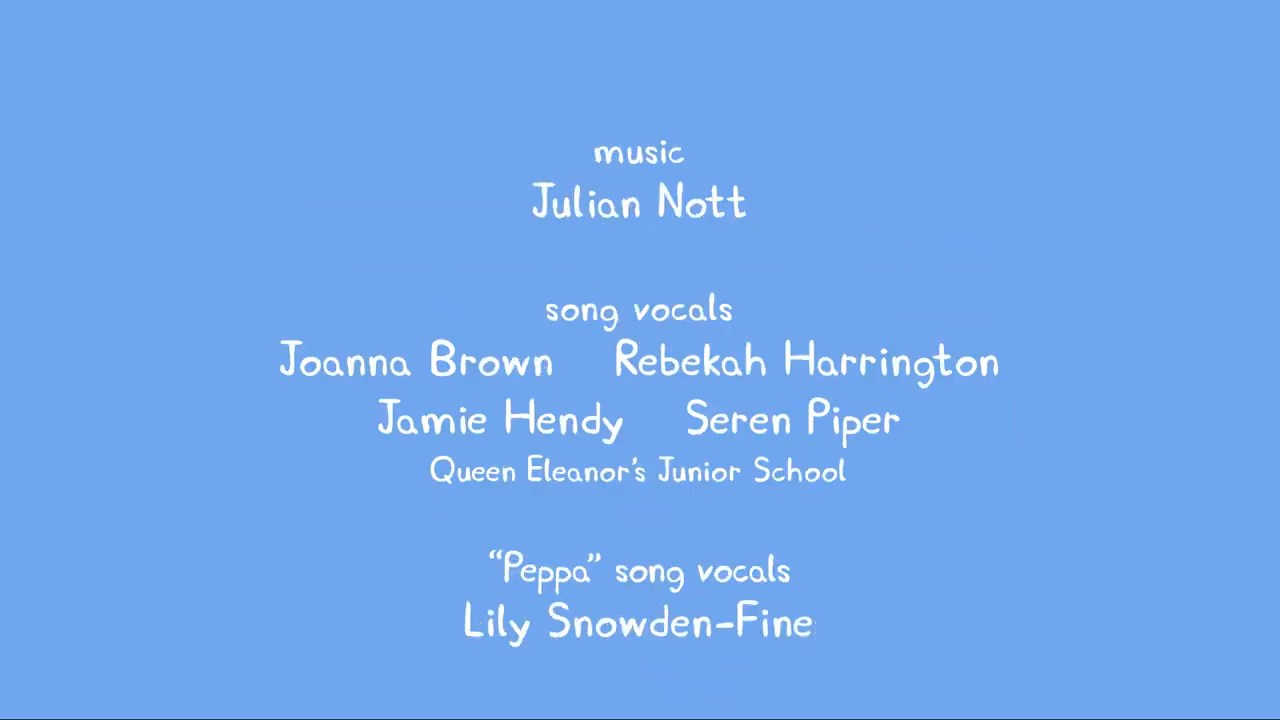 music
Julian Nott
song vocals
Joanna Brown Rebekah Harrington
Jamie Hendy Seren Piper
Queen Eleanor's Junior School
“Peppa” song vocals
Lily Snowden-Fine